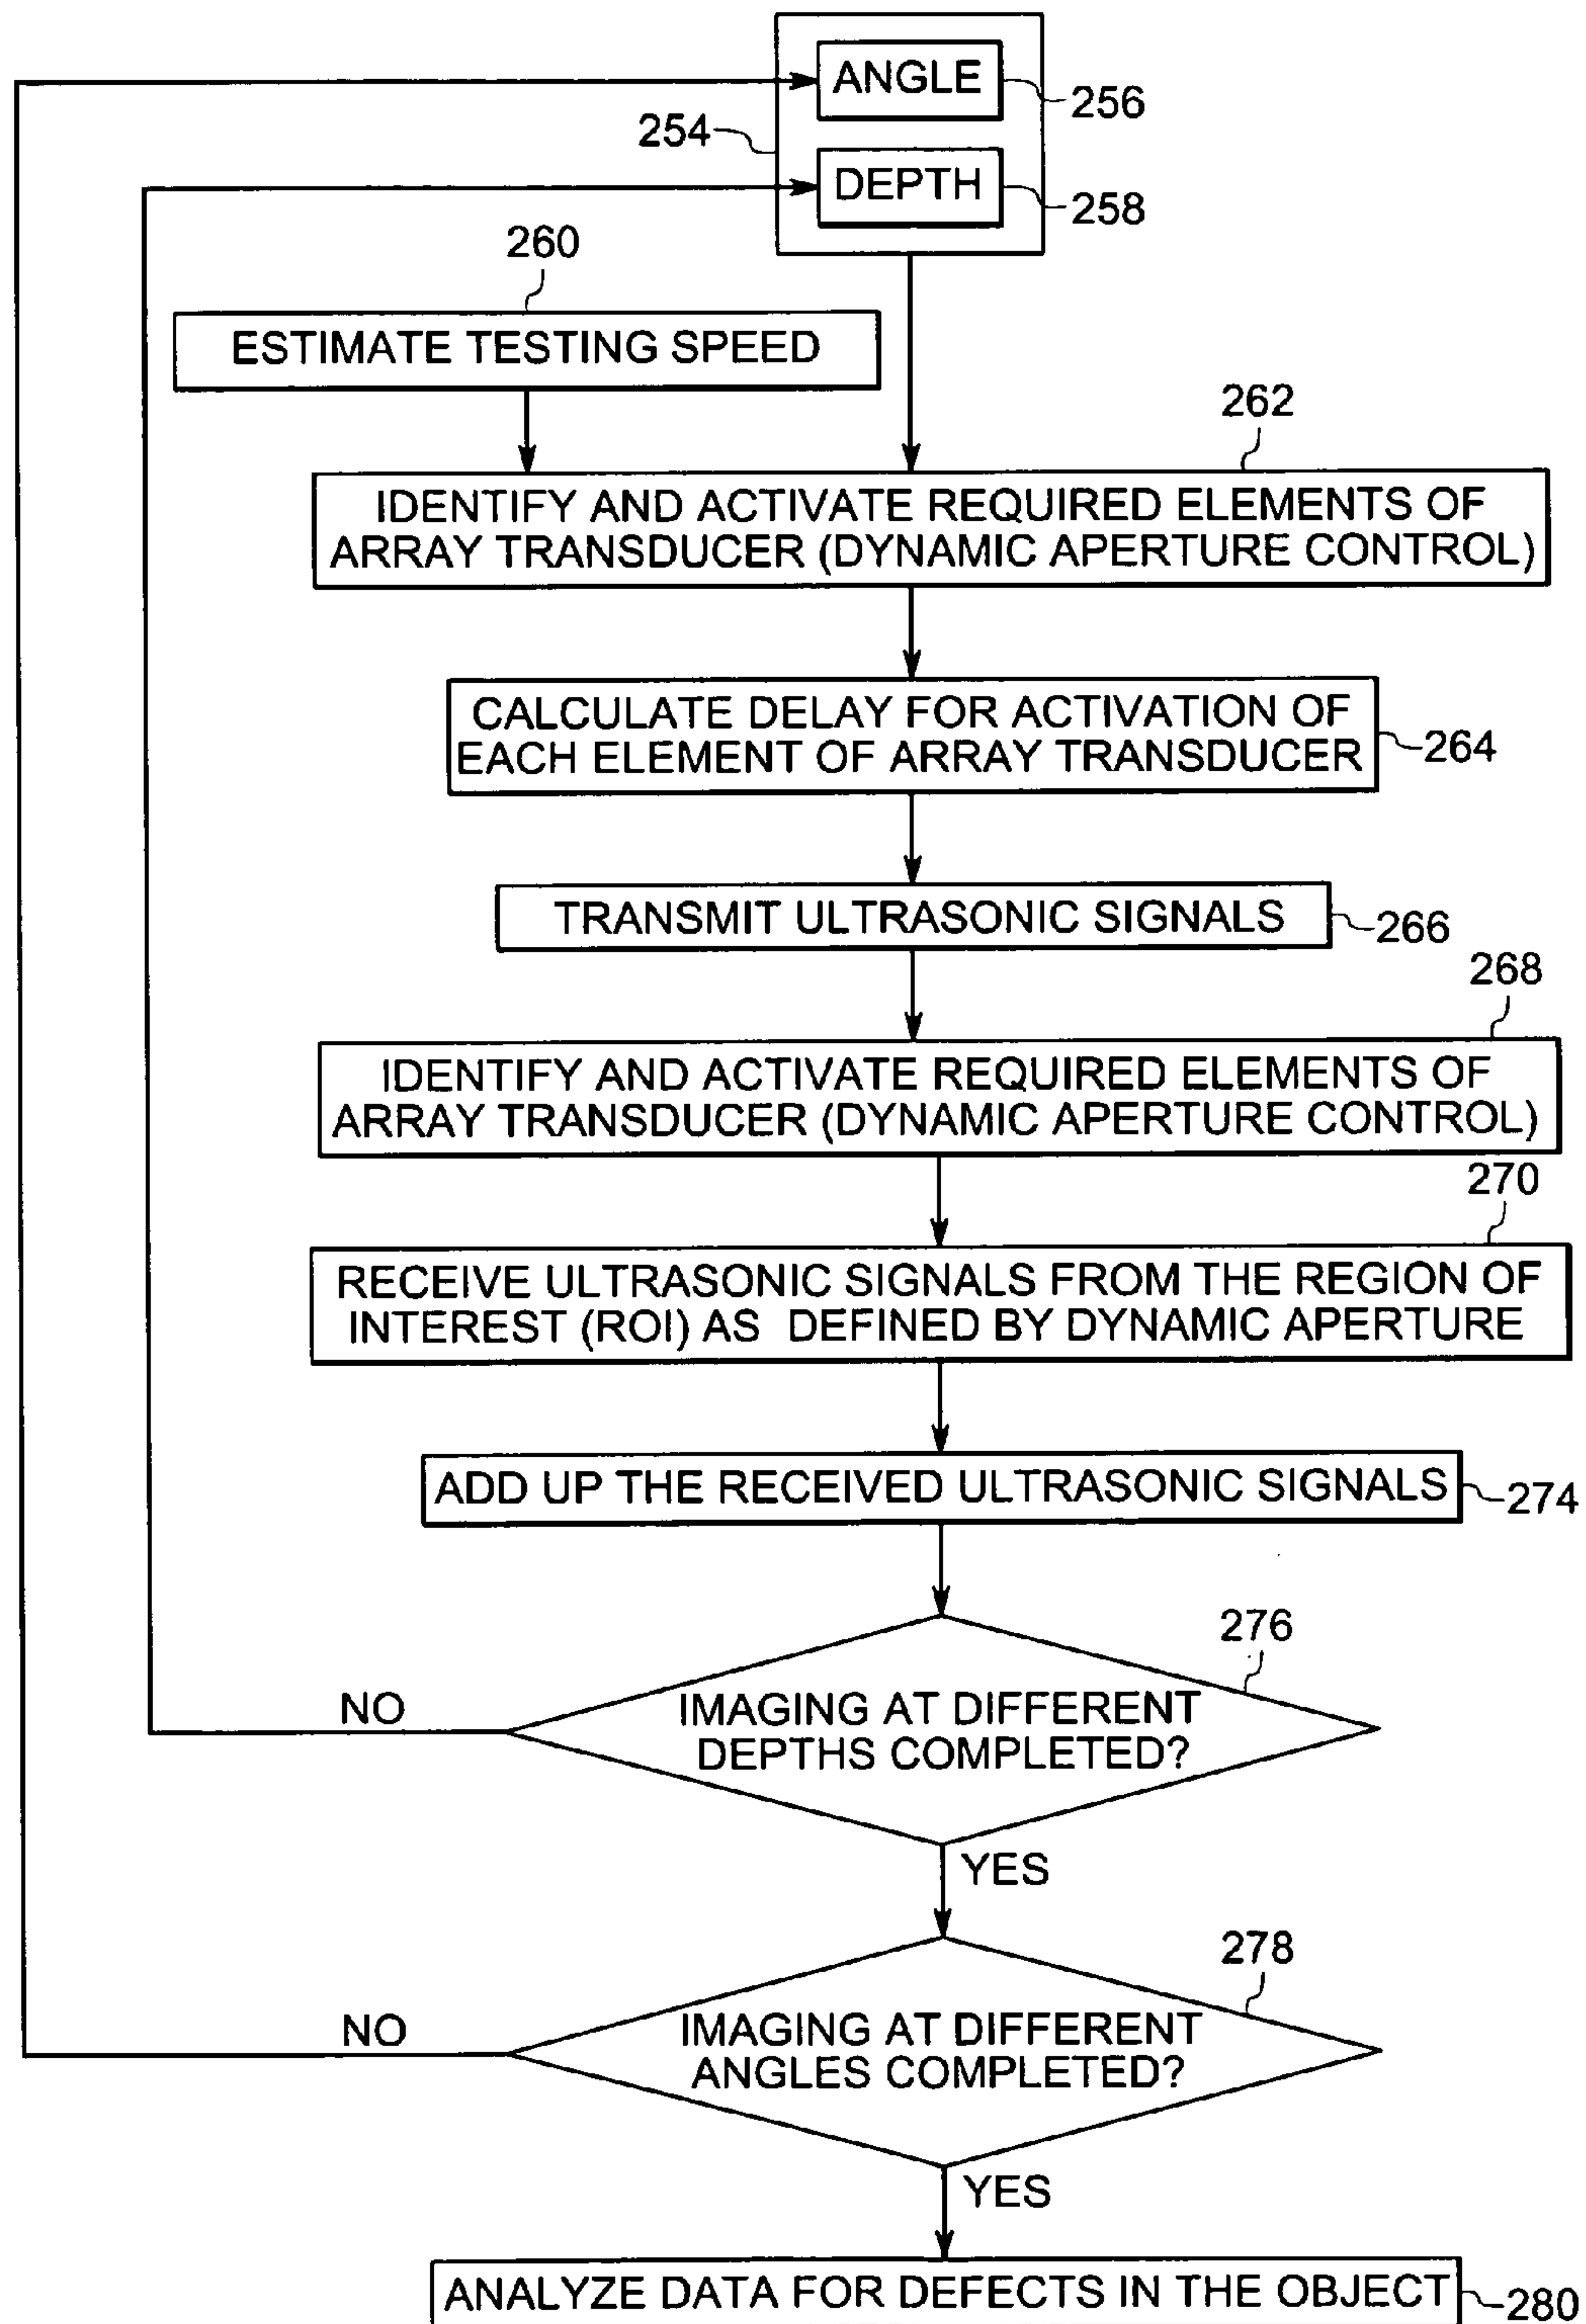 ANGLE
256
254
DEPTH
258
260
ESTIMATE TESTING SPEED
262
IDENTIFY AND ACTIVATE REQUIRED ELEMENTS OF
ARRAY TRANSDUCER (DYNAMIC APERTURE CONTROL)
CALCULATE DELAY FOR ACTIVATION OF
EACH ELEMENT OF ARRAY TRANSDUCER
264
TRANSMIT ULTRASONIC SIGNALS
266
268
IDENTIFY AND ACTIVATE REQUIRED ELEMENTS OF
ARRAY TRANSDUCER (DYNAMIC APERTURE CONTROL)
270
RECEIVE ULTRASONIC SIGNALS FROM THE REGION OF
INTEREST (ROI) AS DEFINED BY DYNAMIC APERTURE
ADD UP THE RECEIVED ULTRASONIC SIGNALS
274
276
NO
IMAGING AT DIFFERENT
DEPTHS COMPLETED?
YES
278
NO
IMAGING AT DIFFERENT
ANGLES COMPLETED?
YES
ANALYZE DATA FOR DEFECTS IN THE OBJECT
280